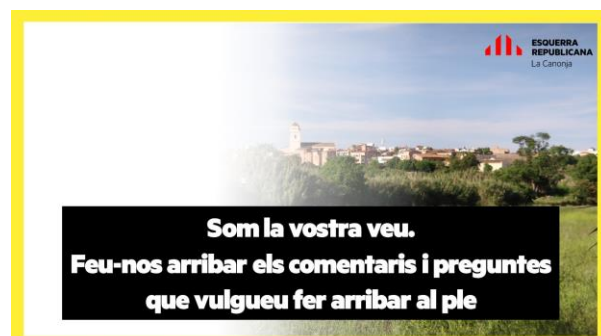 ESQUERRA
REPUBLICANA
La Canonja
Som la vostra veu.
Feu-nos arribar els comentaris i preguntes
que vulgueu fer arribar al ple